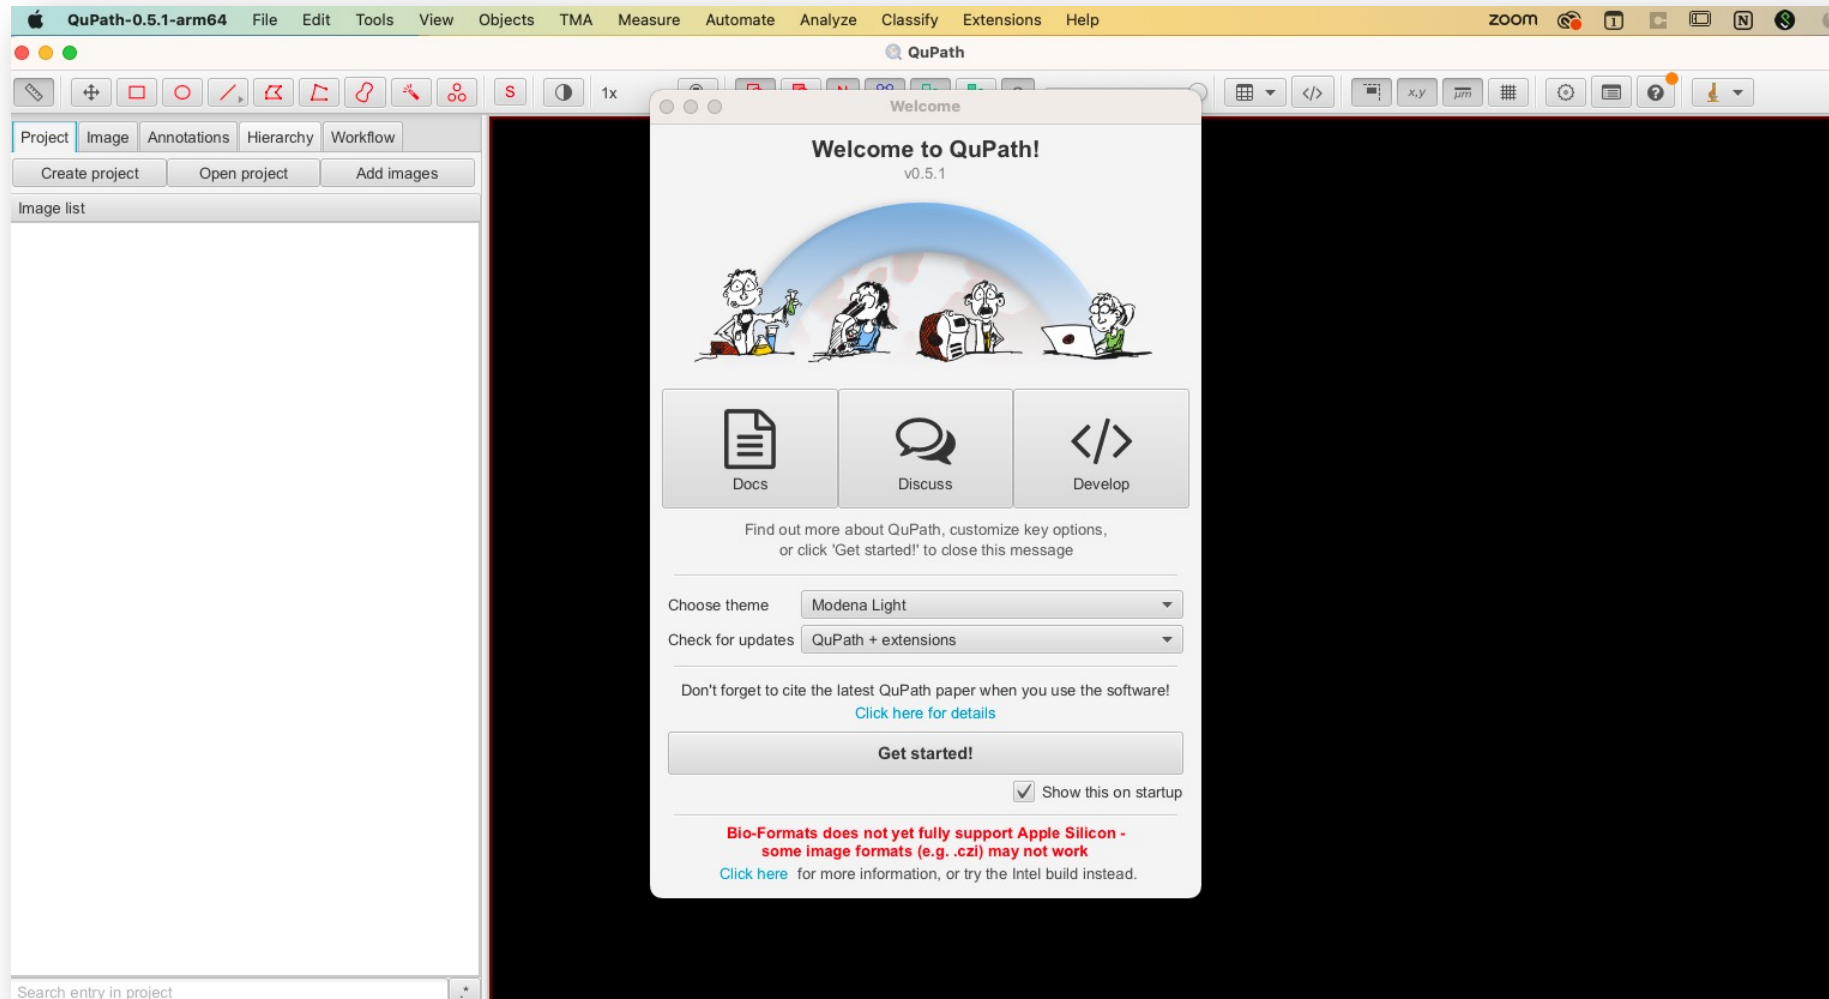 QuPath-0.5.1-arm64 File Edit Tools View Objects TMA Measure Automate Analyze Classify Extensions Help zoom 1 N S
QuPath
S 1x x,y µm
Welcome
Project Image Annotations Hierarchy Workflow
Create project Open project Add images
Image list
Welcome to QuPath!
v0.5.1
Docs Discuss Develop
Find out more about QuPath, customize key options,
or click 'Get started!' to close this message
Choose theme Modena Light
Check for updates QuPath + extensions
Don't forget to cite the latest QuPath paper when you use the software!
Click here for details
Get started!
Show this on startup
Bio-Formats does not yet fully support Apple Silicon -
some image formats (e.g. .czi) may not work
Click here for more information, or try the Intel build instead.
Search entry in project .*